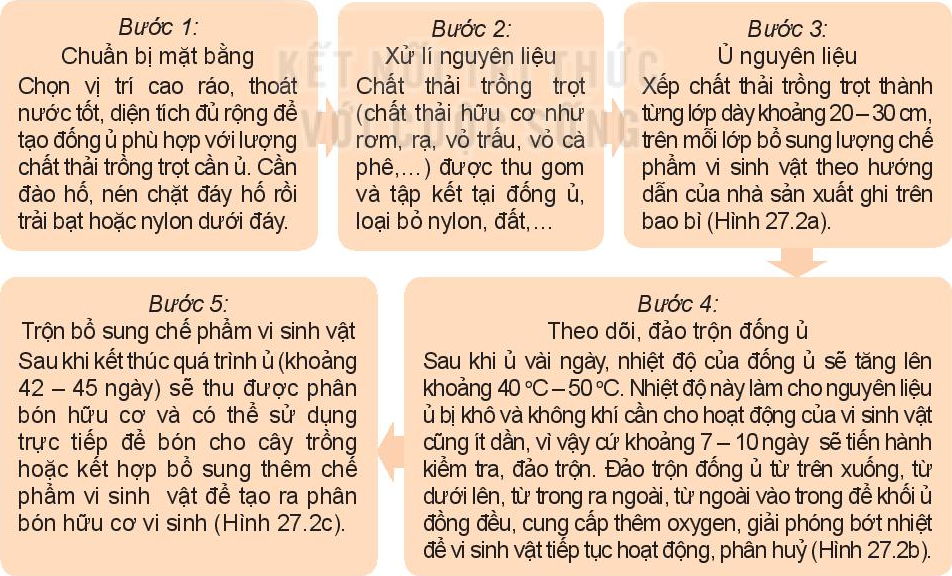 Bước 1:
Chuẩn bị mặt bằng
Chọn vị trí cao ráo, thoát
nước tốt, diện tích đủ rộng để
tạo đống ủ phù hợp với lượng
chất thải trồng trọt cần ủ. Cần
đào hố, nén chặt đáy hố rồi
trải bạt hoặc nylon dưới đáy.
Bước 2:
Xử lí nguyên liệu
Chất thải trồng trọt
(chất thải hữu cơ như
rơm, rạ, vỏ trấu, vỏ cà
phê,...) được thu gom
và tập kết tại đống ủ,
loại bỏ nylon, đất,...
Bước 3:
Ủ nguyên liệu
Xếp chất thải trồng trọt thành
từng lớp dày khoảng 20 – 30 cm,
trên mỗi lớp bổ sung lượng chế
phẩm vi sinh vật theo hướng
dẫn của nhà sản xuất ghi trên
bao bì (Hình 27.2a).
KẾT NỐI TRI THỨC
VỚI CUỘC SỐNG
Bước 4:
Theo dõi, đảo trộn đống ủ
Sau khi ủ vài ngày, nhiệt độ của đống ủ sẽ tăng lên
khoảng 40 °C – 50 °C. Nhiệt độ này làm cho nguyên liệu
ủ bị khô và không khí cần cho hoạt động của vi sinh vật
cũng ít dần, vì vậy cứ khoảng 7 – 10 ngày sẽ tiến hành
kiểm tra, đảo trộn. Đảo trộn đống ủ từ trên xuống, từ
dưới lên, từ trong ra ngoài, từ ngoài vào trong để khối ủ
đồng đều, cung cấp thêm oxygen, giải phóng bớt nhiệt
để vi sinh vật tiếp tục hoạt động, phân huỷ (Hình 27.2b).
Bước 5:
Trộn bổ sung chế phẩm vi sinh vật
Sau khi kết thúc quá trình ủ (khoảng
42 – 45 ngày) sẽ thu được phân
bón hữu cơ và có thể sử dụng
trực tiếp để bón cho cây trồng
hoặc kết hợp bổ sung thêm chế
phẩm vi sinh vật để tạo ra phân
bón hữu cơ vi sinh (Hình 27.2c).